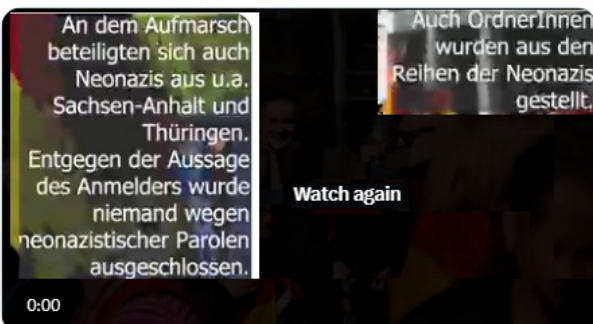 An dem Aufmarsch
beteiligten sich auch
Neonazis aus u.a.
Sachsen-Anhalt und
Thüringen.
Entgegen der Aussage
des Anmelders wurde
niemand wegen
neonazistischer Parolen
ausgeschlossen.
Auch OrdnerInnen
wurden aus den
Reihen der Neonazis
gestellt.
Watch again
0:00